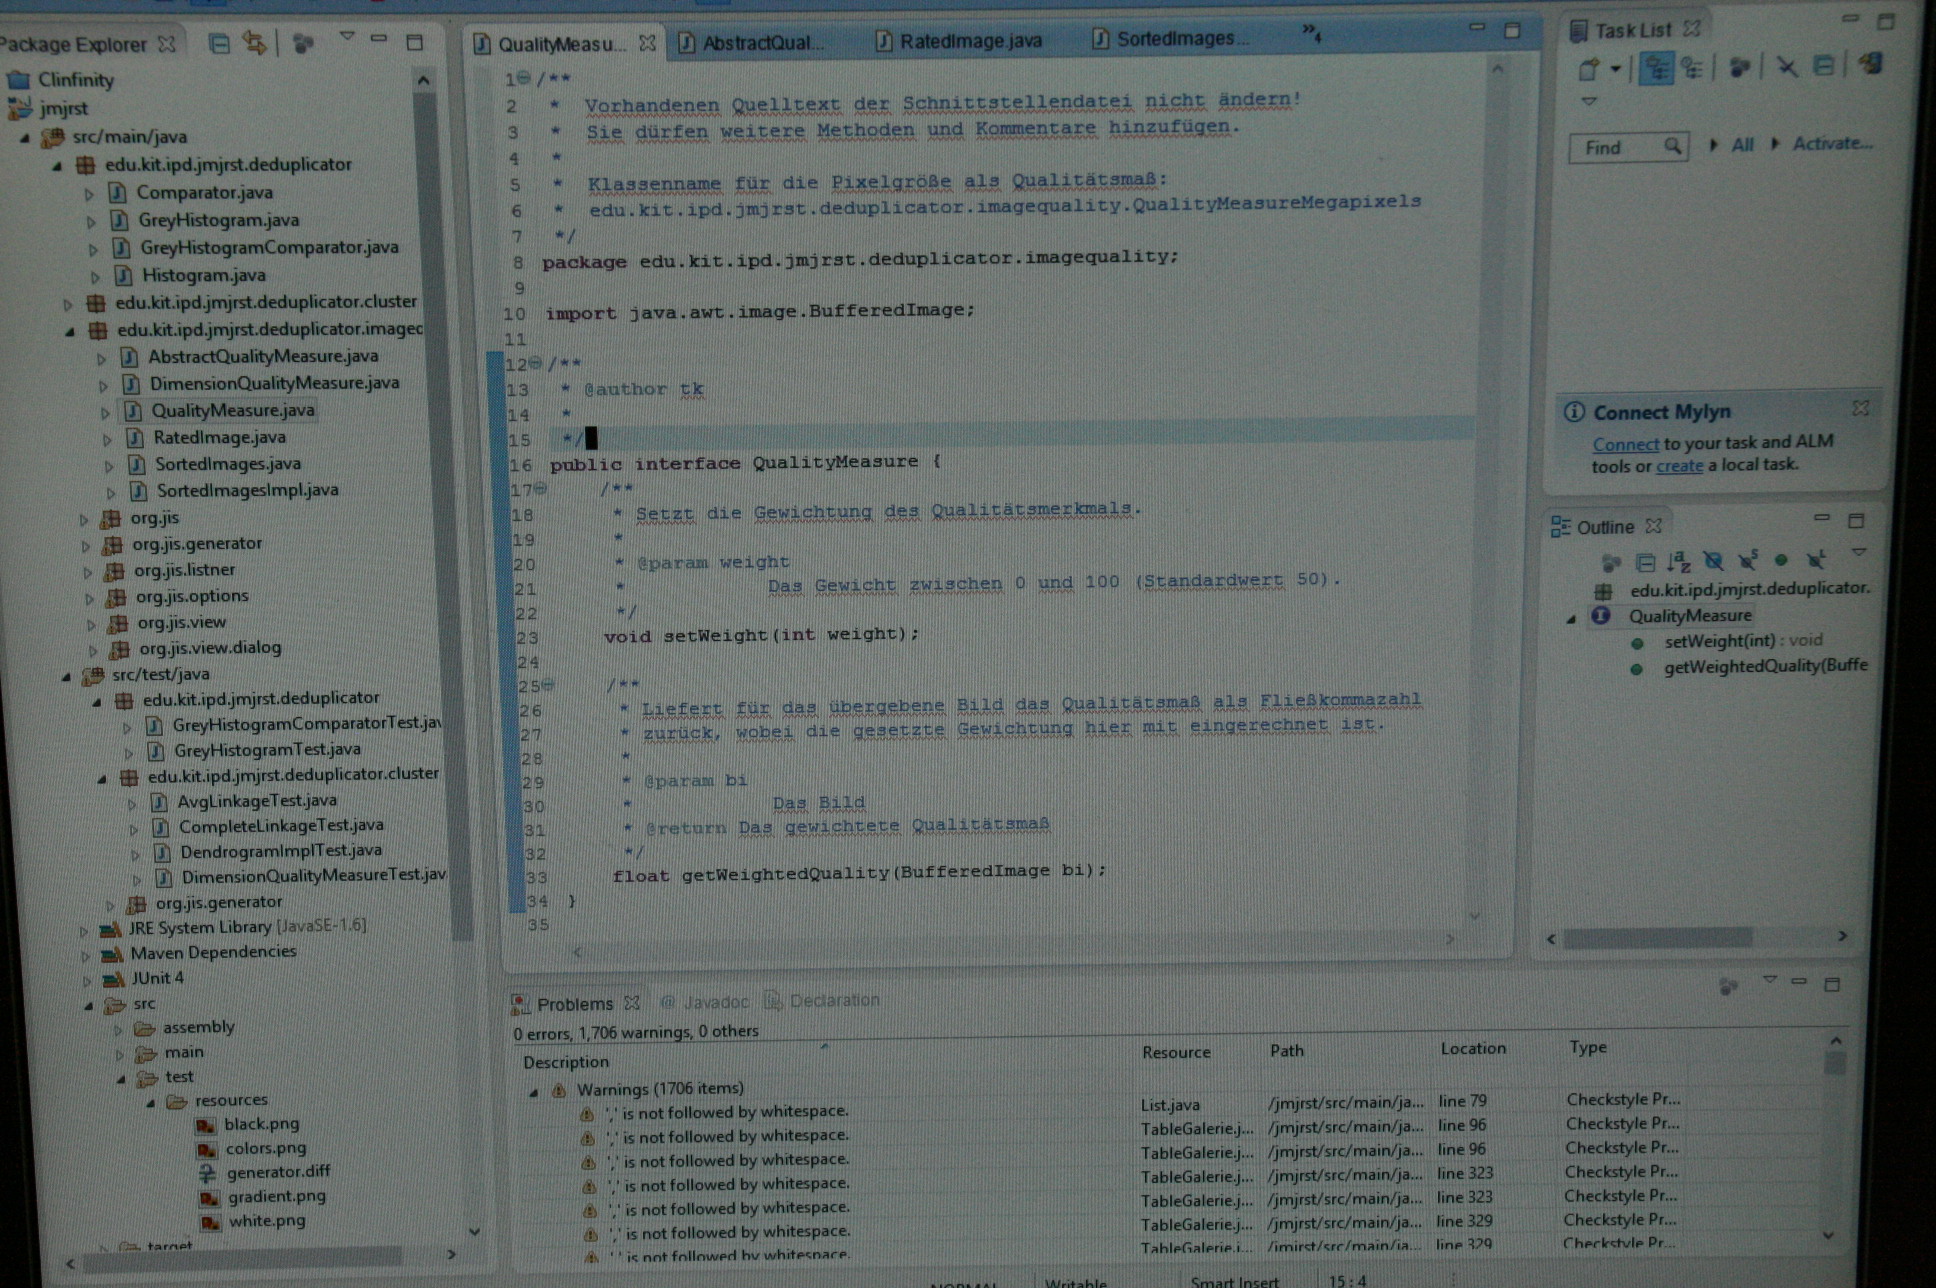 Package Explorer
Clinfinity
jmjrst
src/main/java
edu.kit.ipd.jmjrst.deduplicator
Comparator.java
GreyHistogram.java
GreyHistogramComparator.java
Histogram.java
edu.kit.ipd.jmjrst.deduplicator.cluster
edu.kit.ipd.jmjrst.deduplicator.imagec
AbstractQualityMeasure.java
DimensionQualityMeasure.java
QualityMeasure.java
RatedImage.java
SortedImages.java
SortedImagesImpl.java
org.jis
org.jis.generator
org.jis.listner
org.jis.options
org.jis.view
org.jis.view.dialog
src/test/java
edu.kit.ipd.jmjrst.deduplicator
GreyHistogramComparatorTest.jav
GreyHistogramTest.java
edu.kit.ipd.jmjrst.deduplicator.cluster
AvgLinkageTest.java
CompleteLinkageTest.java
DendrogramImplTest.java
DimensionQualityMeasureTest.jav
org.jis.generator
JRE System Library [JavaSE-1.6]
Maven Dependencies
JUnit 4
src
assembly
main
test
resources
black.png
colors.png
generator.diff
gradient.png
white.png
target
QualityMeasu... AbstractQual... RatedImage.java SortedImages... »4
1 /**
2 * Vorhandenen Quelltext der Schnittstellendatei nicht ändern!
3 * Sie dürfen weitere Methoden und Kommentare hinzufügen.
4 *
5 * Klassenname für die Pixelgröße als Qualitätsmaß:
6 * edu.kit.ipd.jmjrst.deduplicator.imagequality.QualityMeasureMegapixels
7 */
8 package edu.kit.ipd.jmjrst.deduplicator.imagequality;
9
10 import java.awt.image.BufferedImage;
11
12 /**
13 * @author tk
14 *
15 */
16 public interface QualityMeasure {
17 /**
18 * Setzt die Gewichtung des Qualitätsmerkmals.
19 *
20 * @param weight
21 * Das Gewicht zwischen 0 und 100 (Standardwert 50).
22 */
23 void setWeight(int weight);
24
25 /**
26 * Liefert für das übergebene Bild das Qualitätsmaß als Fließkommazahl
27 * zurück, wobei die gesetzte Gewichtung hier mit eingerechnet ist.
28 *
29 * @param bi
30 * Das Bild
31 * @return Das gewichtete Qualitätsmaß
32 */
33 float getWeightedQuality(BufferedImage bi);
34 }
35
Task List
Find All Activate...
Connect Mylyn
Connect to your task and ALM
tools or create a local task.
Outline
edu.kit.ipd.jmjrst.deduplicator.
QualityMeasure
setWeight(int) : void
getWeightedQuality(Buffe
Problems @ Javadoc Declaration
0 errors, 1,706 warnings, 0 others
Description Resource Path Location Type
Warnings (1706 items)
',' is not followed by whitespace. List.java /jmjrst/src/main/ja... line 79 Checkstyle Pr...
',' is not followed by whitespace. TableGalerie.j... /jmjrst/src/main/ja... line 96 Checkstyle Pr...
',' is not followed by whitespace. TableGalerie.j... /jmjrst/src/main/ja... line 96 Checkstyle Pr...
',' is not followed by whitespace. TableGalerie.j... /jmjrst/src/main/ja... line 323 Checkstyle Pr...
',' is not followed by whitespace. TableGalerie.j... /jmjrst/src/main/ja... line 323 Checkstyle Pr...
',' is not followed by whitespace. TableGalerie.j... /jmjrst/src/main/ja... line 329 Checkstyle Pr...
',' is not followed by whitespace. TableGalerie.j... /jmjrst/src/main/ja... line 329 Checkstyle Pr...
NORMAL Writable Smart Insert 15 : 4